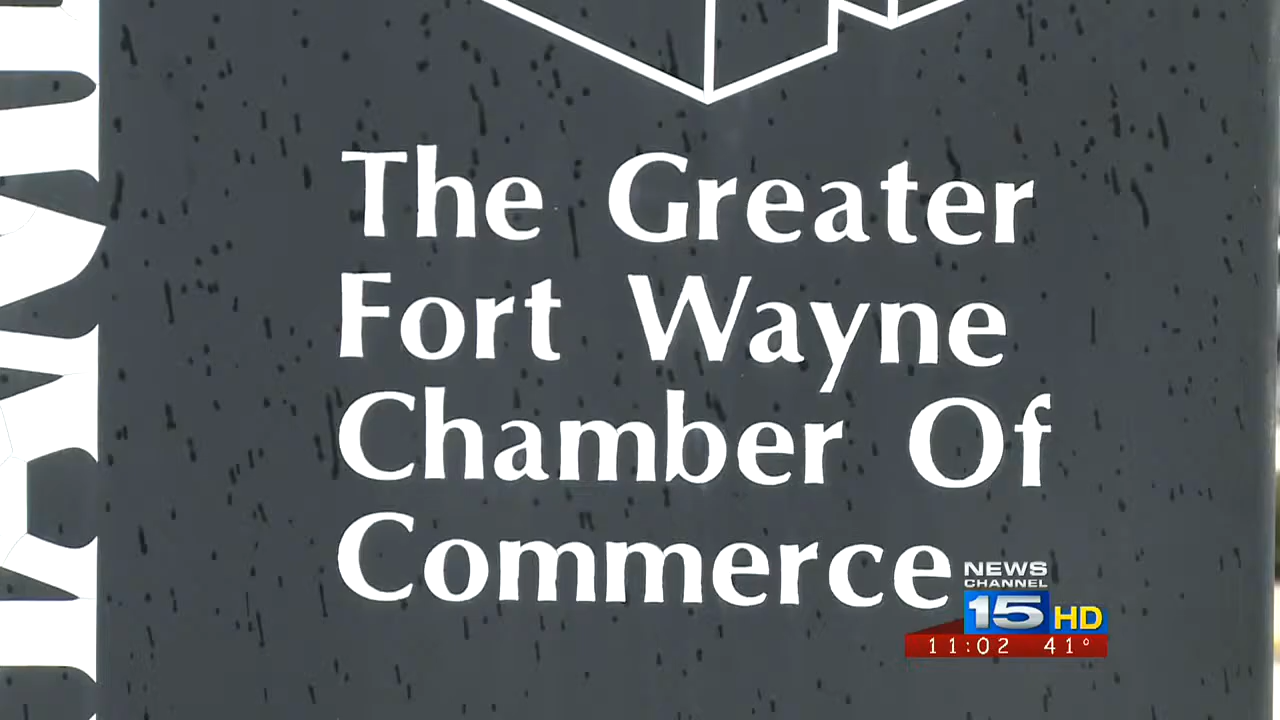 The Greater
Fort Wayne
Chamber Of
Commerce
NEWS
CHANNEL
15 HD
11:02 41°